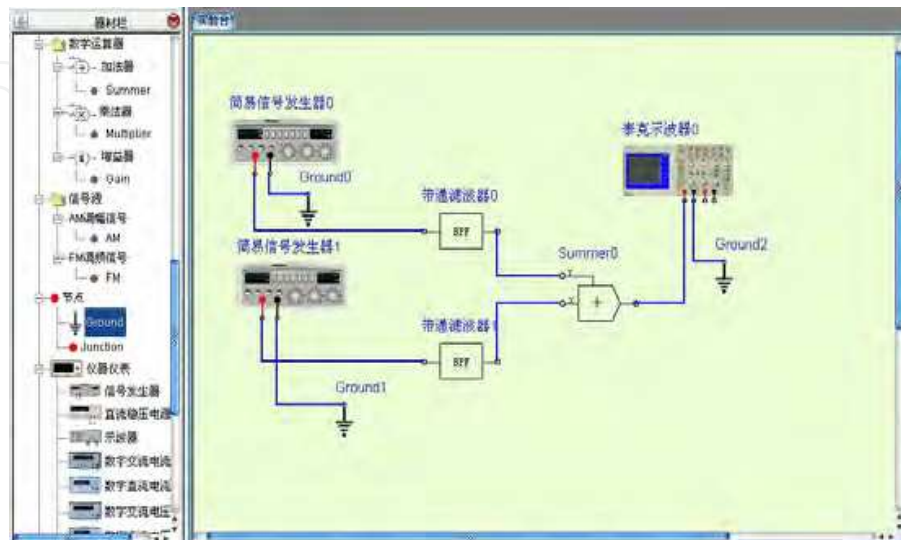 器材栏
实验台
数字运算器
加法器
Summer
乘法器
Multiplier
增益器
Gain
信号源
AM调幅信号
AM
FM调频信号
FM
节点
Ground
Junction
仪器仪表
信号发生器
直流稳压电源
示波器
数字交流电流
数字直流电流
数字交流电压
简易信号发生器0
Ground0
简易信号发生器1
Ground1
带通滤波器0
BPF
带通滤波器1
BPF
Summer0
Y
X
泰克示波器0
Ground2